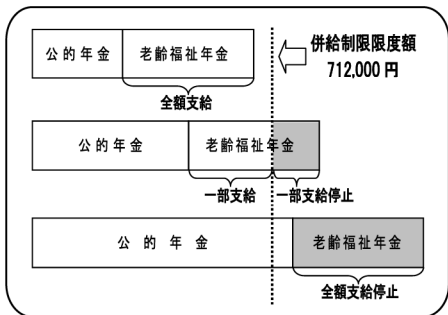 公的年金 老齢福祉年金
併給制限限度額
712,000 円
全額支給
公的年金 老齢福祉年金
一部支給 一部支給停止
公的年金 老齢福祉年金
全額支給停止